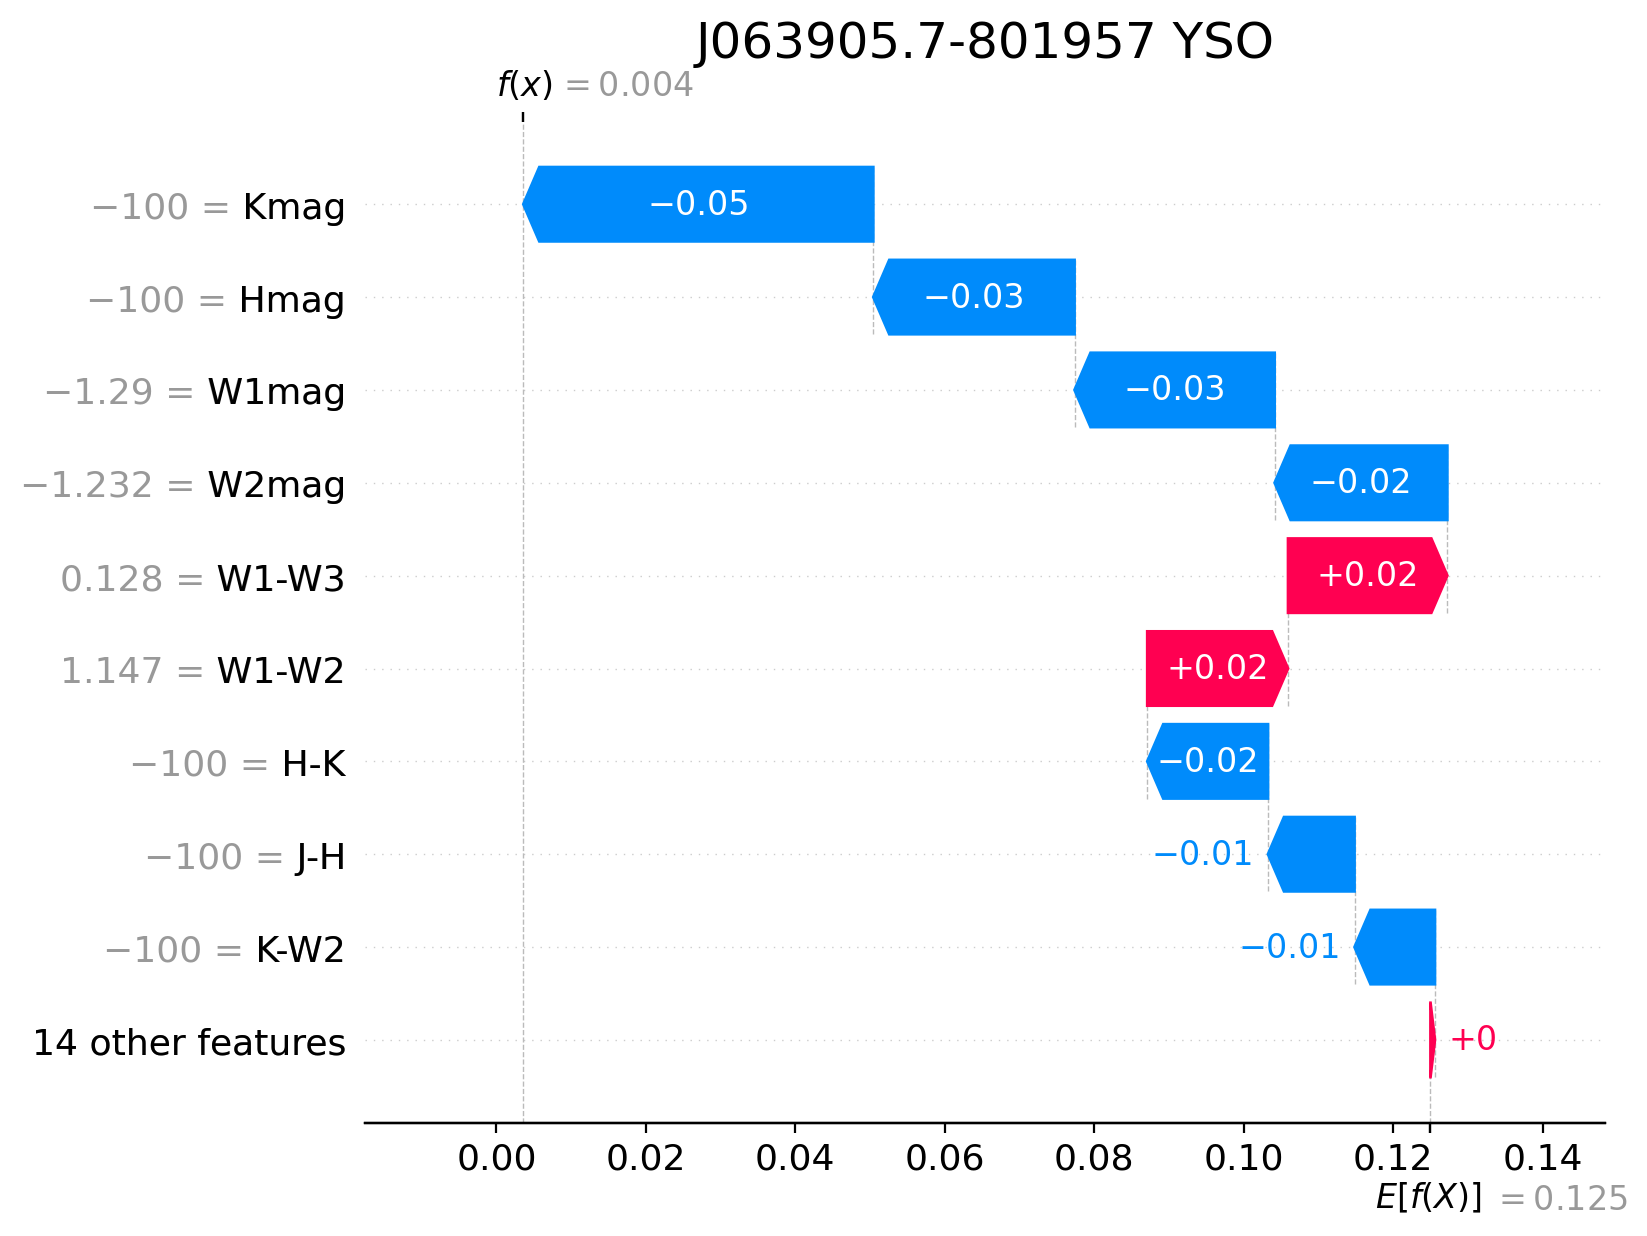 J063905.7-801957 YSO
f(x) = 0.004
−100 = Kmag
−0.05
−100 = Hmag
−0.03
−1.29 = W1mag
−0.03
−1.232 = W2mag
−0.02
0.128 = W1-W3
+0.02
1.147 = W1-W2
+0.02
−100 = H-K
−0.02
−100 = J-H
−0.01
−100 = K-W2
−0.01
14 other features
+0
0.00 0.02 0.04 0.06 0.08 0.10 0.12 0.14
E[f(X)] = 0.125